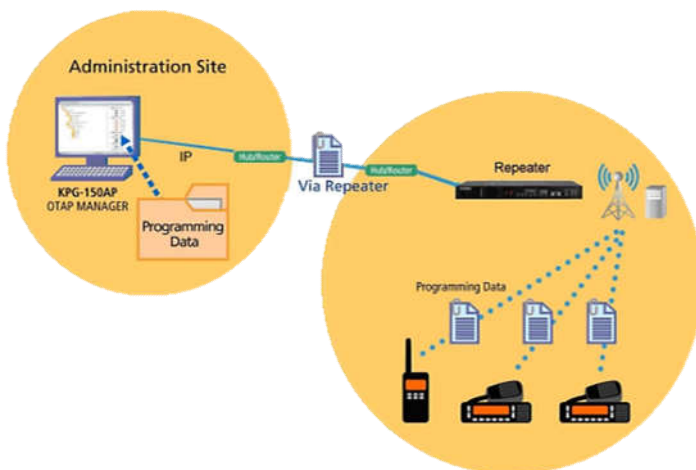 Administration Site
IP
Hub/Router
Via Repeater
Hub/Router
Repeater
KPG-150AP
OTAP MANAGER
Programming
Data
Programming Data